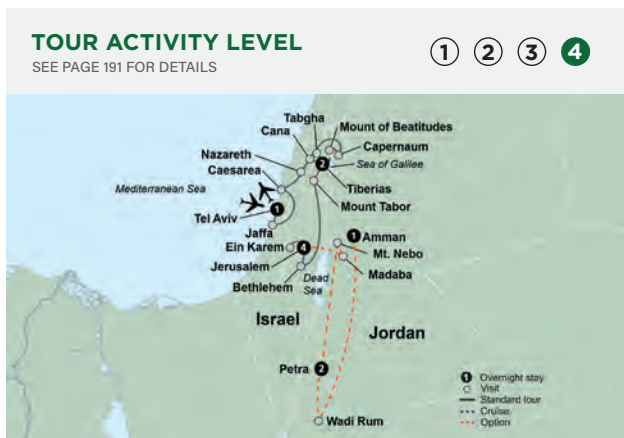 TOUR ACTIVITY LEVEL
SEE PAGE 191 FOR DETAILS
1 2 3 4
Tabgha
Cana
Mount of Beatitudes
Nazareth
Capernaum
Caesarea
2
Sea of Galilee
Mediterranean Sea
Tiberias
1
Mount Tabor
Tel Aviv
Jaffa
1 Amman
Ein Karem
4
Mt. Nebo
Jerusalem
Madaba
Bethlehem
Dead
Sea
Israel
Jordan
Petra 2
1 Overnight stay
Visit
Standard tour
Cruise
Option
Wadi Rum